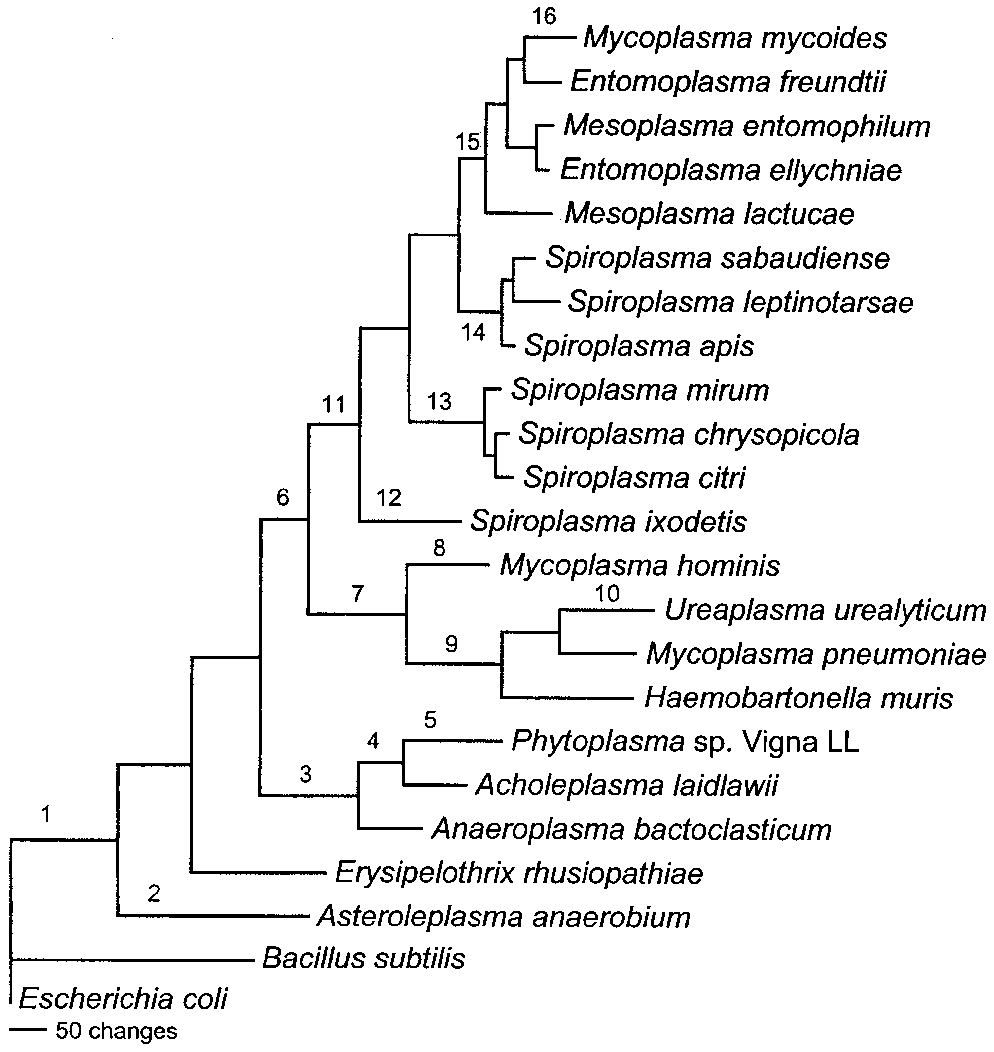 16
Mycoplasma mycoides
Entomoplasma freundtii
Mesoplasma entomophilum
15
Entomoplasma ellychniae
Mesoplasma lactucae
Spiroplasma sabaudiense
Spiroplasma leptinotarsae
14
Spiroplasma apis
Spiroplasma mirum
11
13
Spiroplasma chrysopicola
Spiroplasma citri
6
12
Spiroplasma ixodetis
8
Mycoplasma hominis
7
10
Ureaplasma urealyticum
9
Mycoplasma pneumoniae
Haemobartonella muris
5
4
Phytoplasma sp. Vigna LL
3
Acholeplasma laidlawii
1
Anaeroplasma bactoclasticum
Erysipelothrix rhusiopathiae
2
Asteroleplasma anaerobium
Bacillus subtilis
Escherichia coli
50 changes